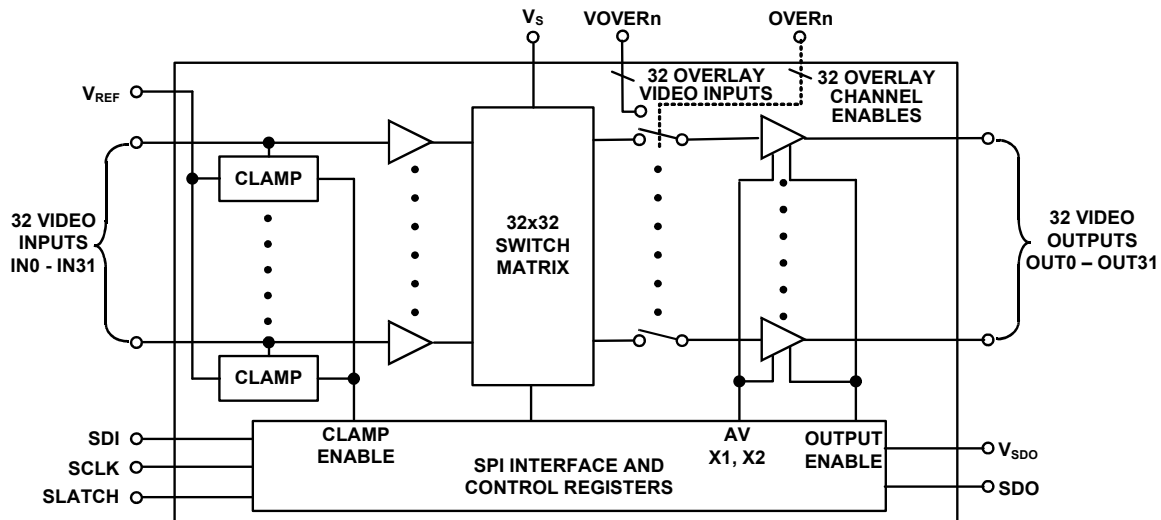 VS
VOVERn
OVERn
32 OVERLAY
VIDEO INPUTS
32 OVERLAY
CHANNEL
ENABLES
VREF
CLAMP
32 VIDEO
INPUTS
IN0 - IN31
32x32
SWITCH
MATRIX
32 VIDEO
OUTPUTS
OUT0 – OUT31
CLAMP
SDI
SCLK
SLATCH
CLAMP
ENABLE
AV
X1, X2
OUTPUT
ENABLE
SPI INTERFACE AND
CONTROL REGISTERS
VSDO
SDO